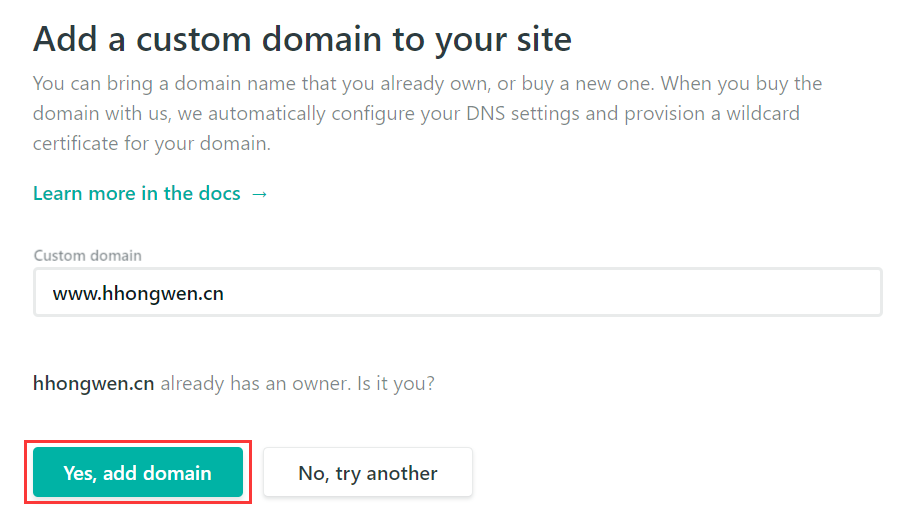 Add a custom domain to your site
You can bring a domain name that you already own, or buy a new one. When you buy the
domain with us, we automatically configure your DNS settings and provision a wildcard
certificate for your domain.
Learn more in the docs →
Custom domain
www.hhongwen.cn
hhongwen.cn already has an owner. Is it you?
Yes, add domain
No, try another